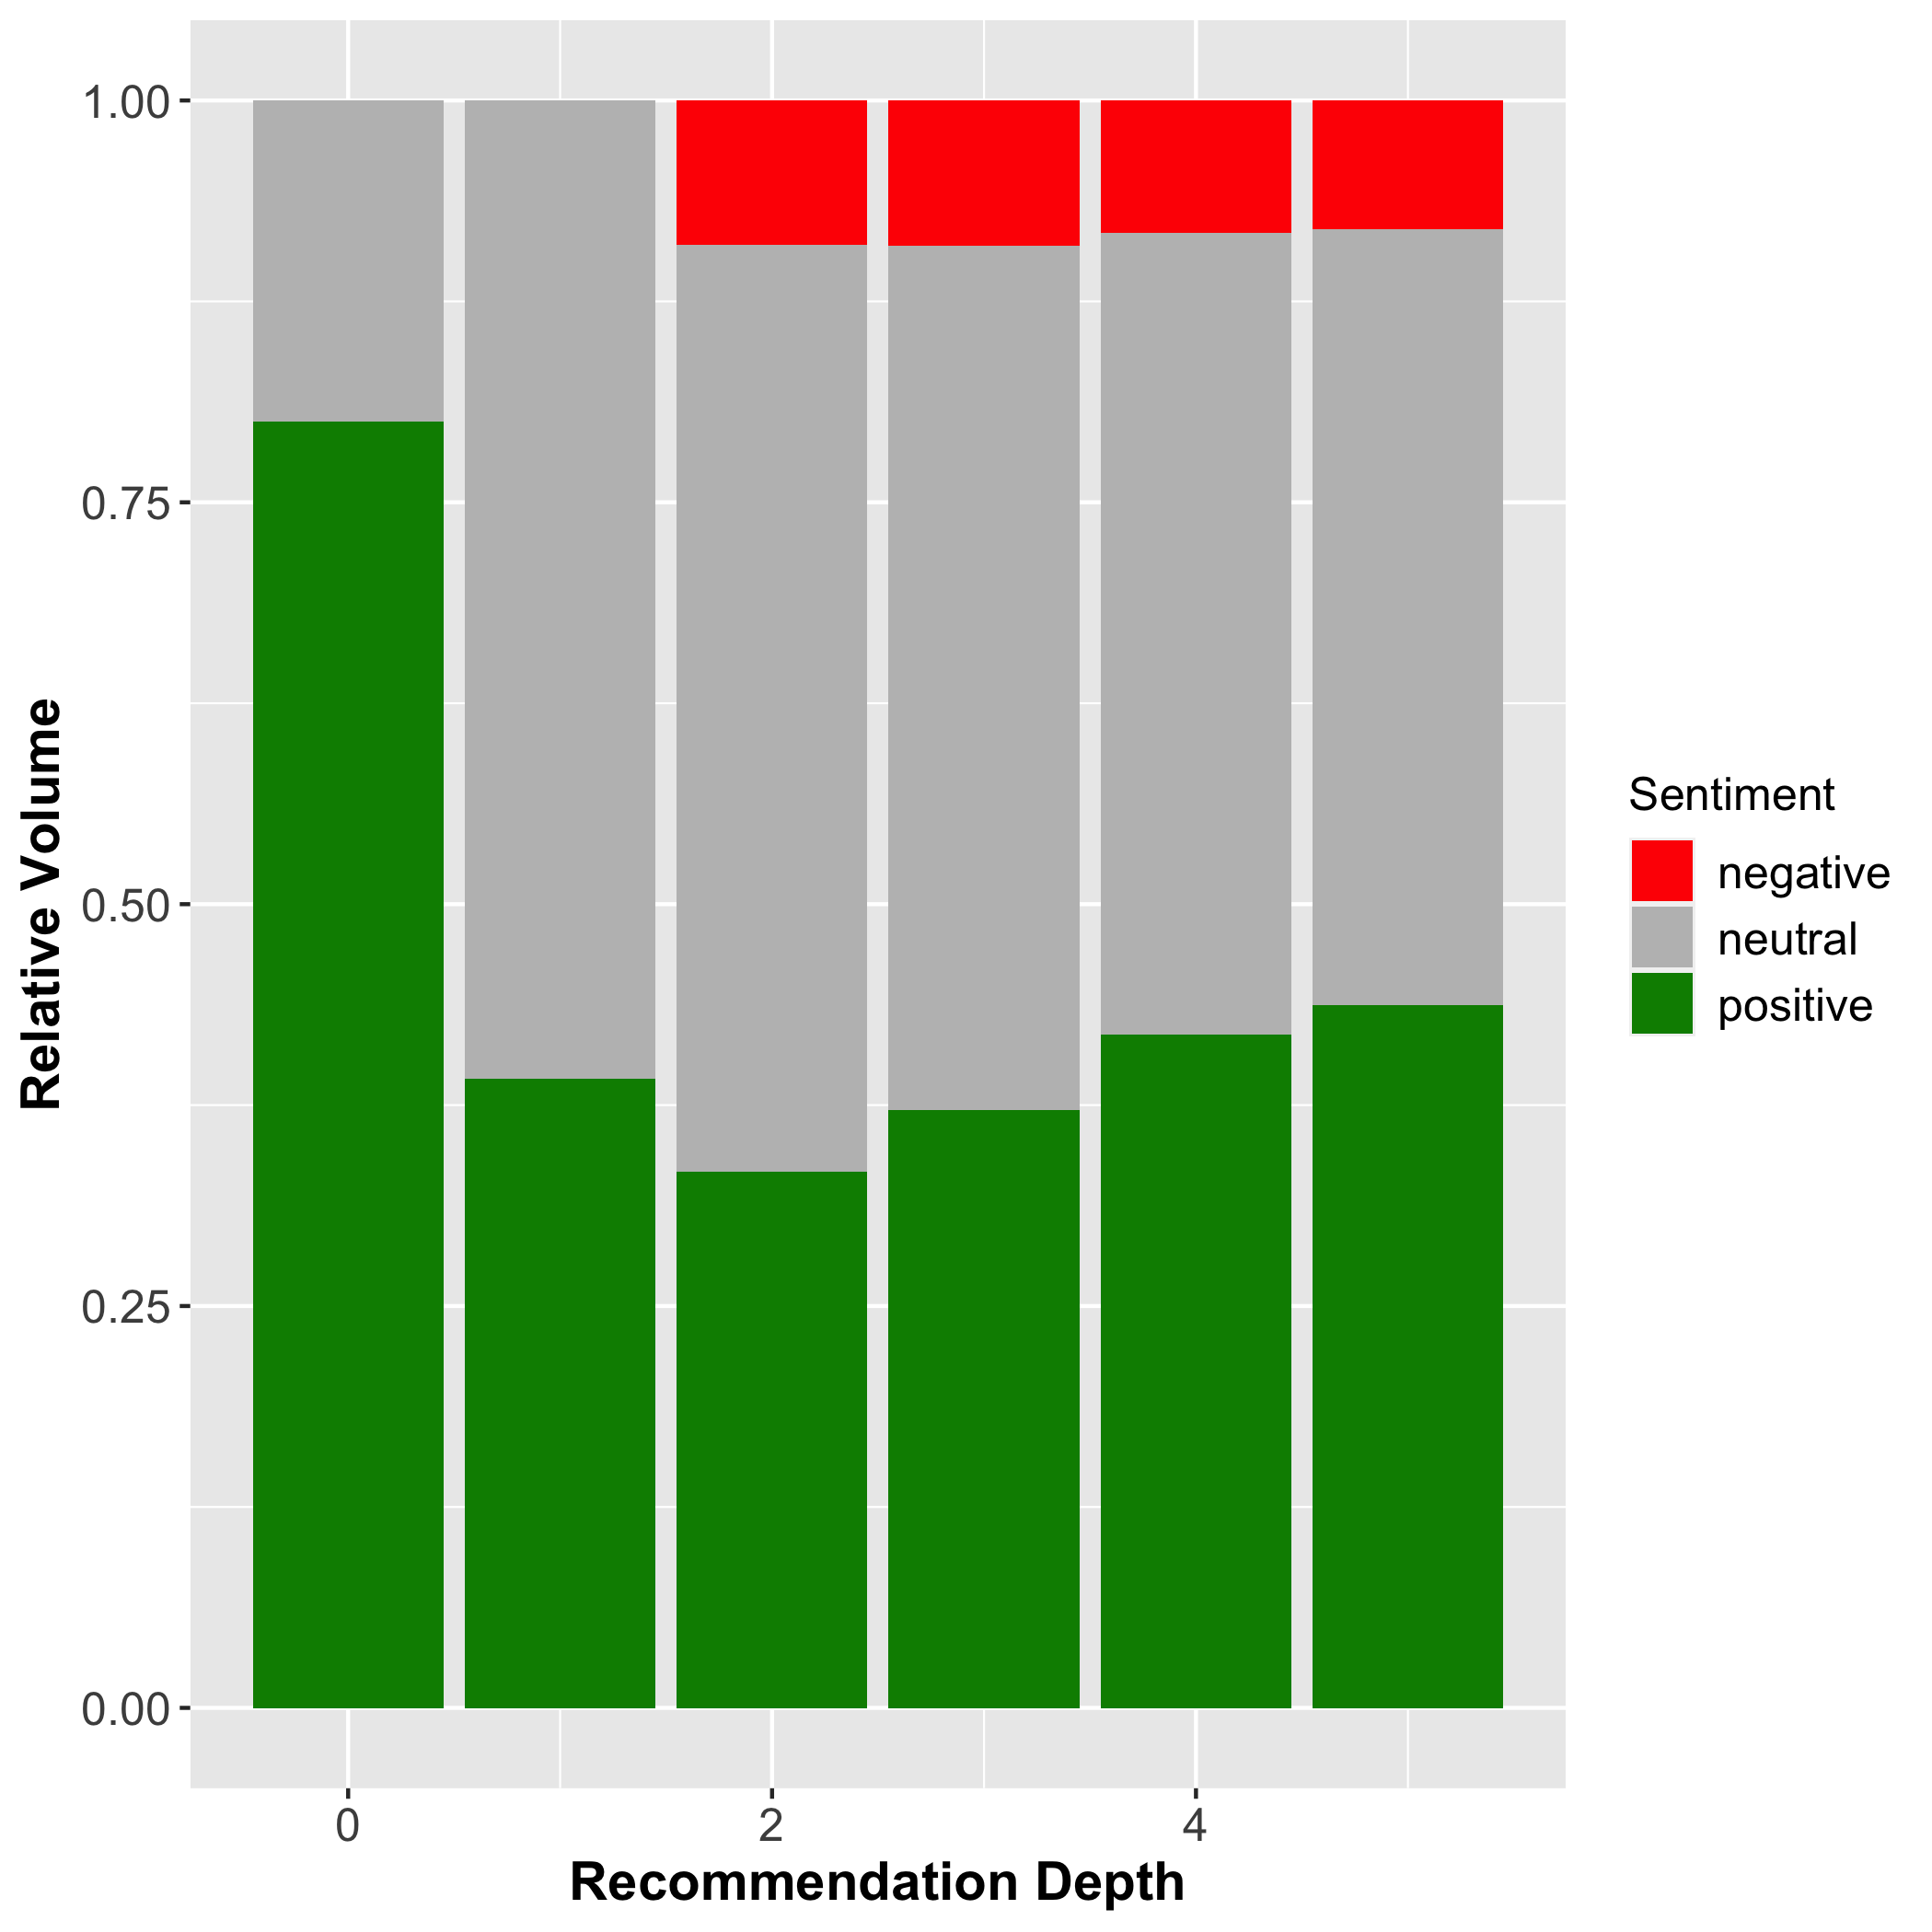 1.00
0.75
0.50
0.25
0.00
Relative Volume
0
2
4
Recommendation Depth
Sentiment
negative
neutral
positive